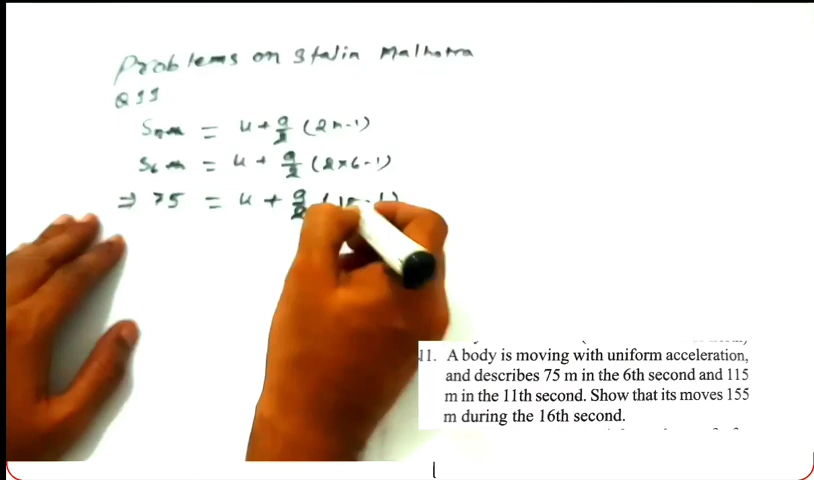 Problems on Stalin Malhotra
Q11
Snth = u + a/2 (2n-1)
S6th = u + a/2 (2×6-1)
⇒ 75 = u + a/2 (1
11. A body is moving with uniform acceleration,
and describes 75 m in the 6th second and 115
m in the 11th second. Show that its moves 155
m during the 16th second.